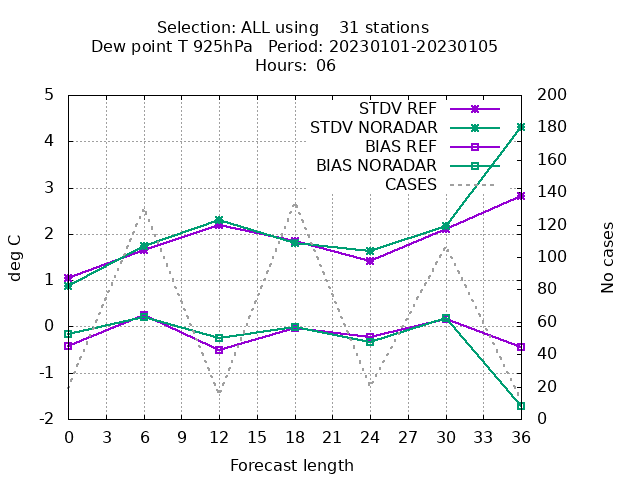 Selection: ALL using    31 stations
Dew point T 925hPa   Period: 20230101-20230105
Hours: 06
STDV REF
STDV NORADAR
BIAS REF
BIAS NORADAR
CASES
5
4
3
2
1
0
-1
-2
deg C
200
180
160
140
120
100
80
60
40
20
0
No cases
0 3 6 9 12 15 18 21 24 27 30 33 36
Forecast length